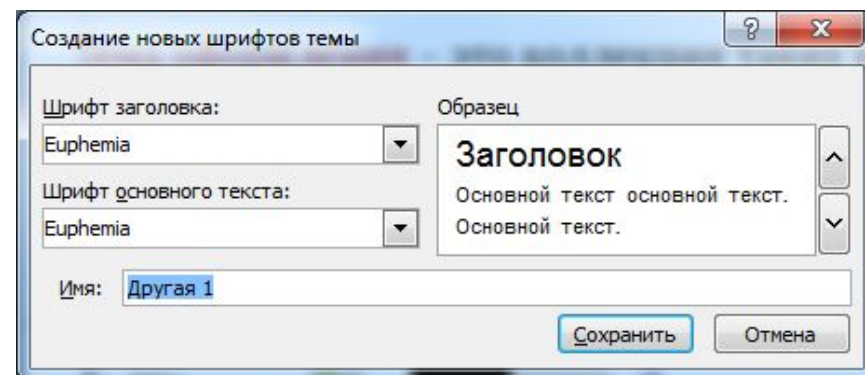 Создание новых шрифтов темы
Шрифт заголовка:
Euphemia
Шрифт основного текста:
Euphemia
Образец
Заголовок
Основной текст основной текст.
Основной текст.
Имя: Другая 1
Сохранить Отмена